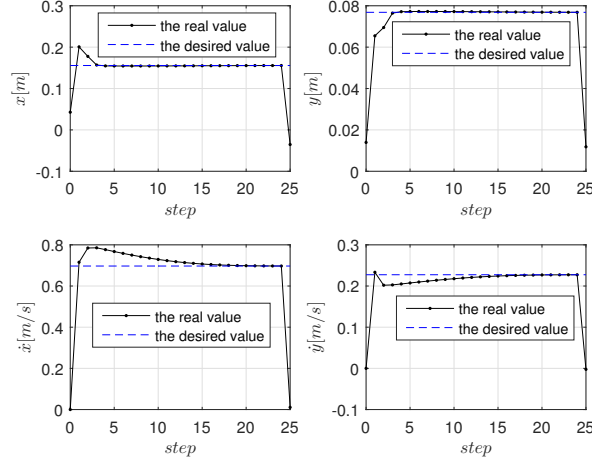 0.3
0.2
0.1
0
-0.1
x[m]
the real value
the desired value
0 5 10 15 20 25
step
0.08
0.06
0.04
0.02
0
y[m]
the real value
the desired value
0 5 10 15 20 25
step
0.8
0.6
0.4
0.2
0
ẋ[m/s]
the real value
the desired value
0 5 10 15 20 25
step
0.3
0.2
0.1
0
-0.1
ẏ[m/s]
the real value
the desired value
0 5 10 15 20 25
step